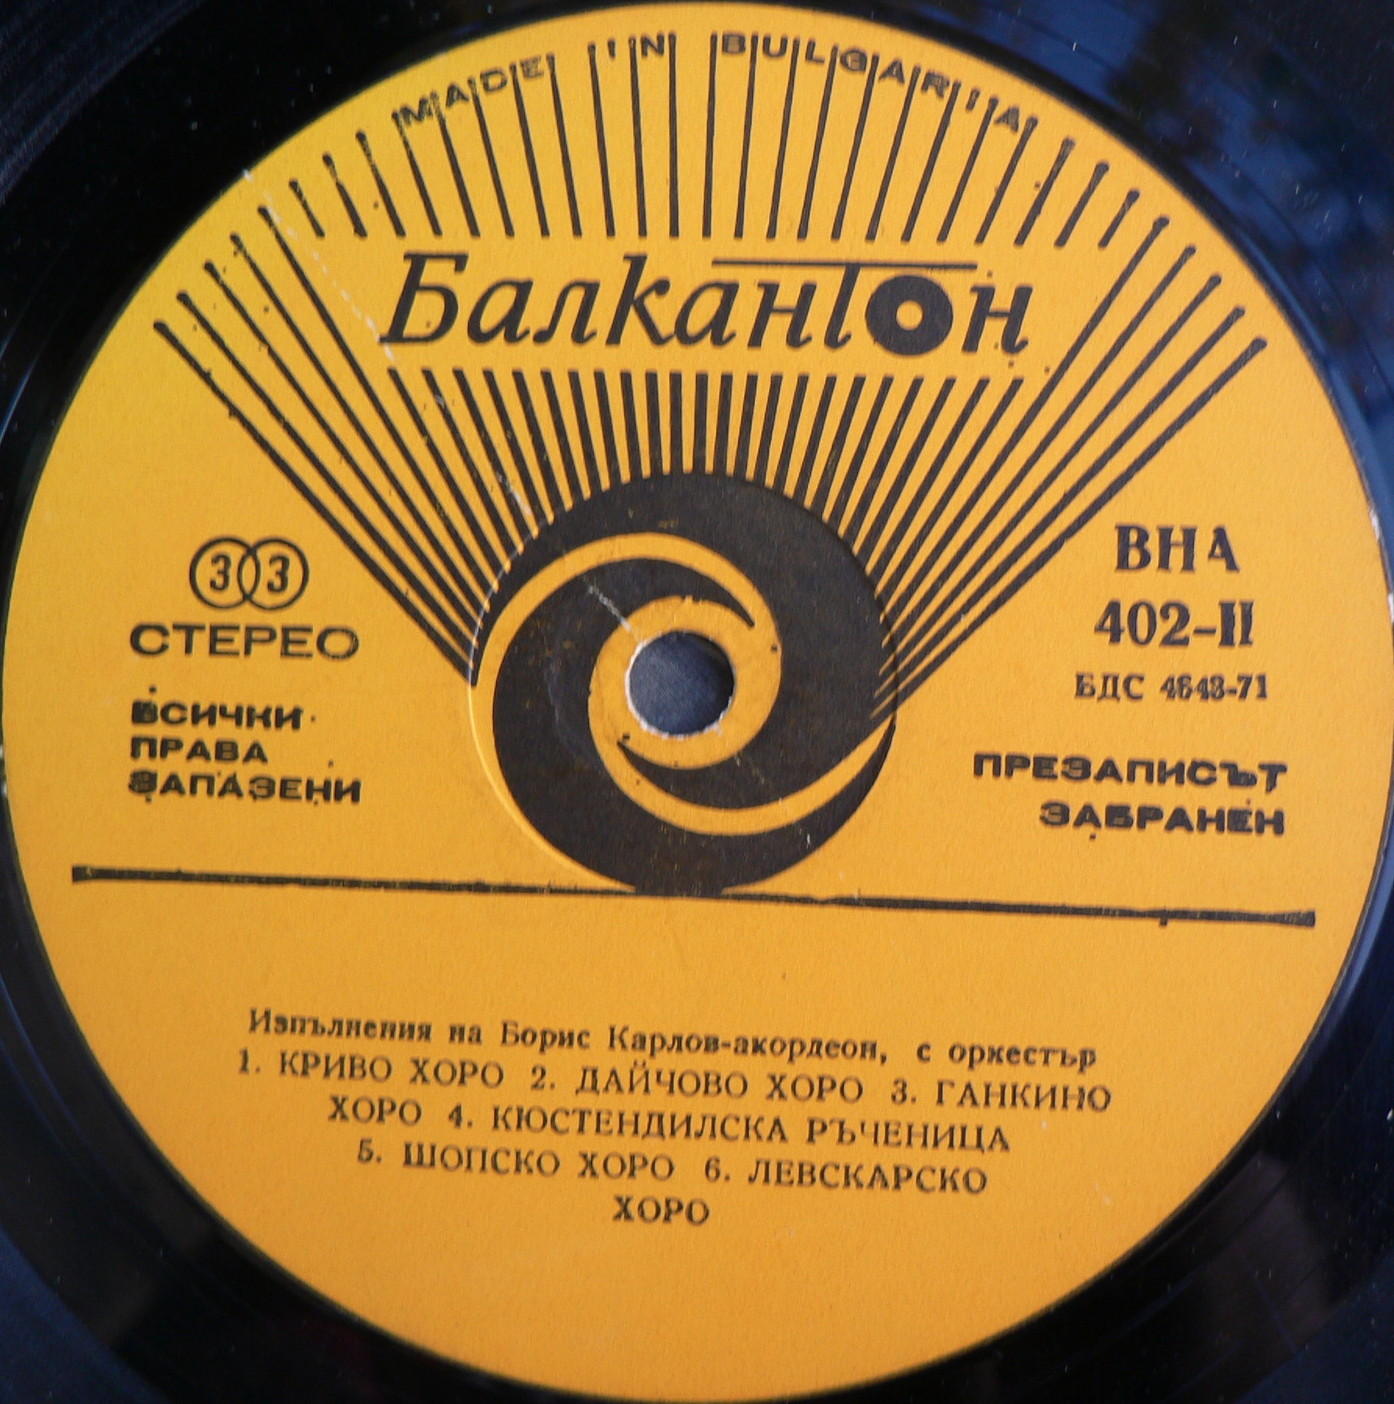 MADE IN BULGARIA
Балкантон
33
СТЕРЕО
ВСИЧКИ
ПРАВА
ЗАПАЗЕНИ
ВНА
402-II
БДС 4643-71
ПРЕЗАПИСЪТ
ЗАБРАНЕН
Изпълнения на Борис Карлов-акордеон, с оркестър
1. КРИВО ХОРО 2. ДАЙЧОВО ХОРО 3. ГАНКИНО
ХОРО 4. КЮСТЕНДИЛСКА РЪЧЕНИЦА
5. ШОПСКО ХОРО 6. ЛЕВСКАРСКО
ХОРО